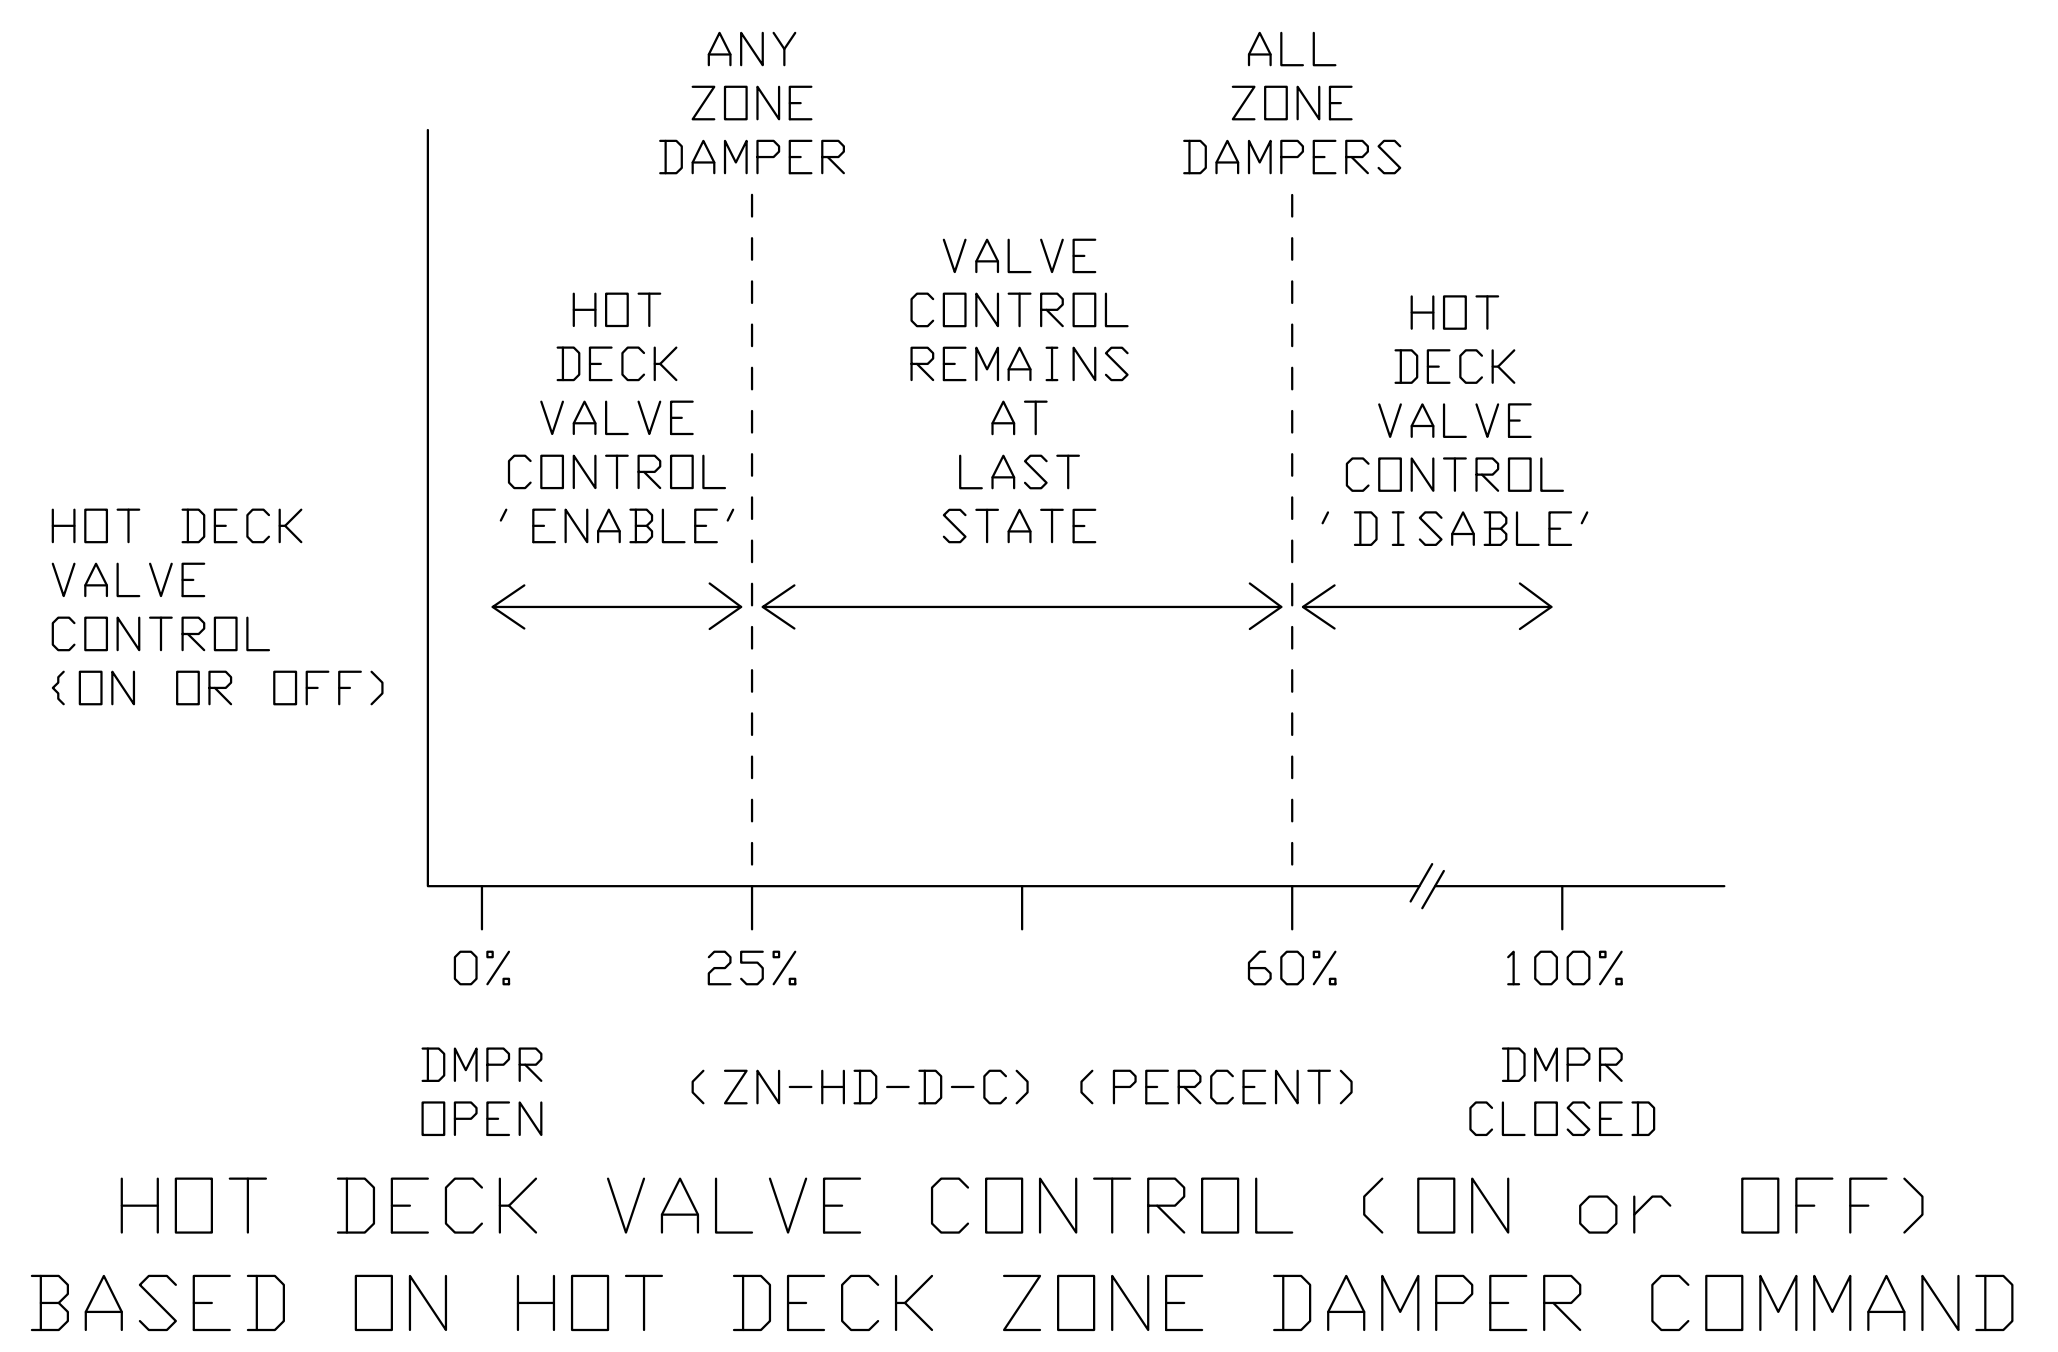 ANY
ZONE
DAMPER
ALL
ZONE
DAMPERS
HOT
DECK
VALVE
CONTROL
'ENABLE'
VALVE
CONTROL
REMAINS
AT
LAST
STATE
HOT
DECK
VALVE
CONTROL
'DISABLE'
HOT DECK
VALVE
CONTROL
(ON OR OFF)
0%
25%
60%
100%
DMPR
OPEN
(ZN-HD-D-C) (PERCENT)
DMPR
CLOSED
HOT DECK VALVE CONTROL (ON or OFF)
BASED ON HOT DECK ZONE DAMPER COMMAND